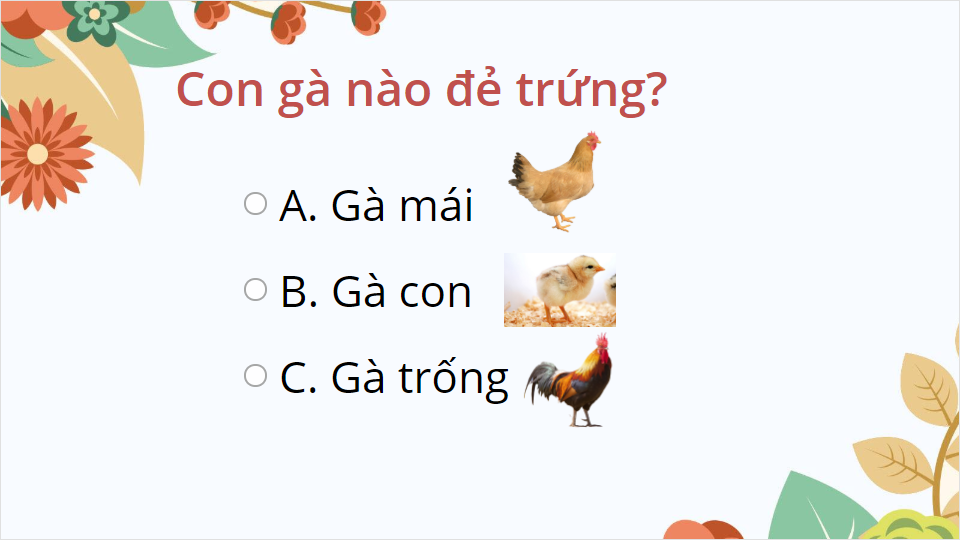 Con gà nào đẻ trứng?
A. Gà mái
B. Gà con
C. Gà trống